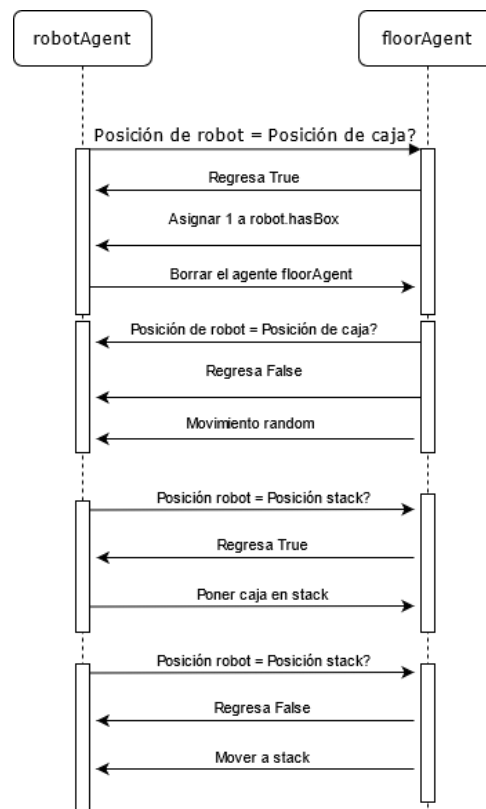 robotAgent
floorAgent
Posición de robot = Posición de caja?
Regresa True
Asignar 1 a robot.hasBox
Borrar el agente floorAgent
Posición de robot = Posición de caja?
Regresa False
Movimiento random
Posición robot = Posición stack?
Regresa True
Poner caja en stack
Posición robot = Posición stack?
Regresa False
Mover a stack